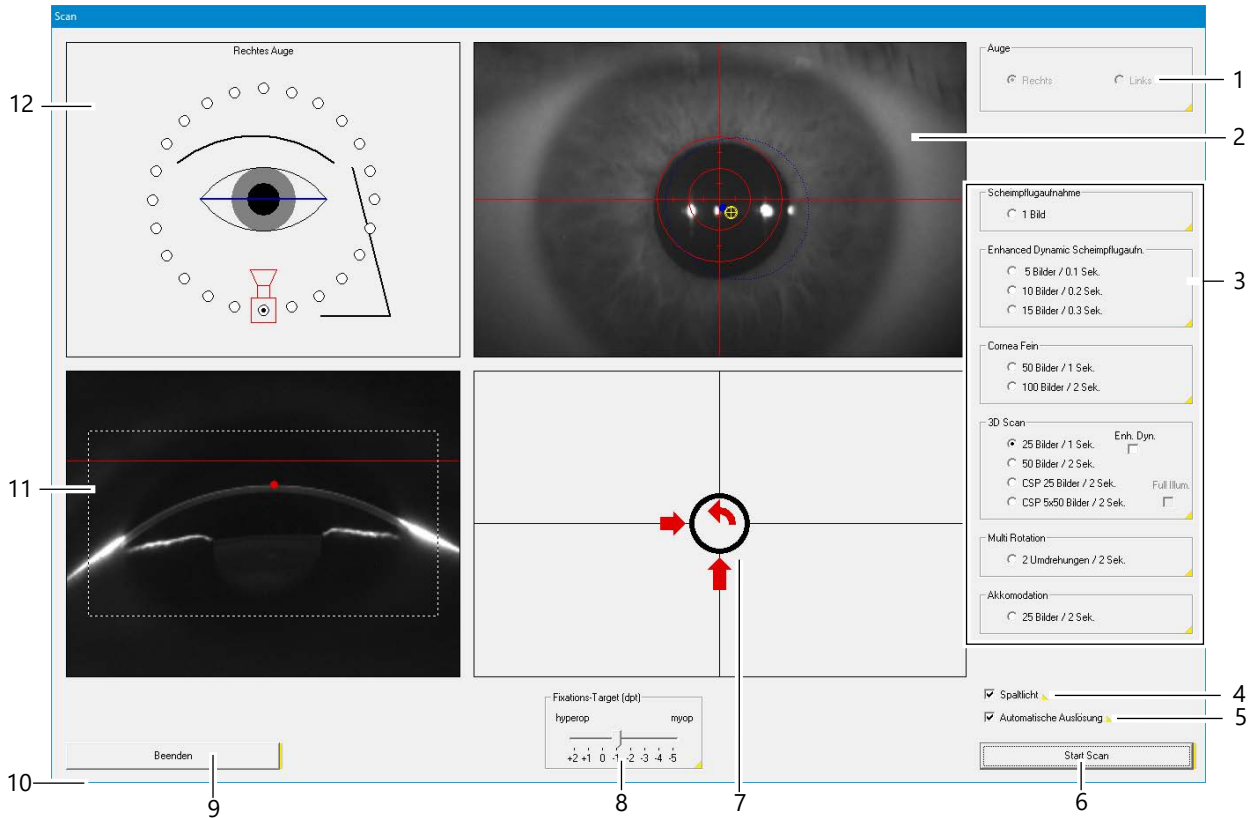 Scan
Rechtes Auge
12
Auge
Rechts Links
1
2
Scheimpflugaufnahme
1 Bild
Enhanced Dynamic Scheimpflugaufn.
5 Bilder / 0.1 Sek.
10 Bilder / 0.2 Sek.
15 Bilder / 0.3 Sek.
3
Cornea Fein
50 Bilder / 1 Sek.
100 Bilder / 2 Sek.
3D Scan
Enh. Dyn.
25 Bilder / 1 Sek.
50 Bilder / 2 Sek.
CSP 25 Bilder / 2 Sek. Full Illum.
CSP 5x50 Bilder / 2 Sek.
11
Multi Rotation
2 Umdrehungen / 2 Sek.
Akkomodation
25 Bilder / 2 Sek.
Fixations-Target (dpt)
hyperop myop
+2 +1 0 -1 -2 -3 -4 -5
Spaltlicht
4
Automatische Auslösung
5
Beenden
Start Scan
10
9
8
7
6